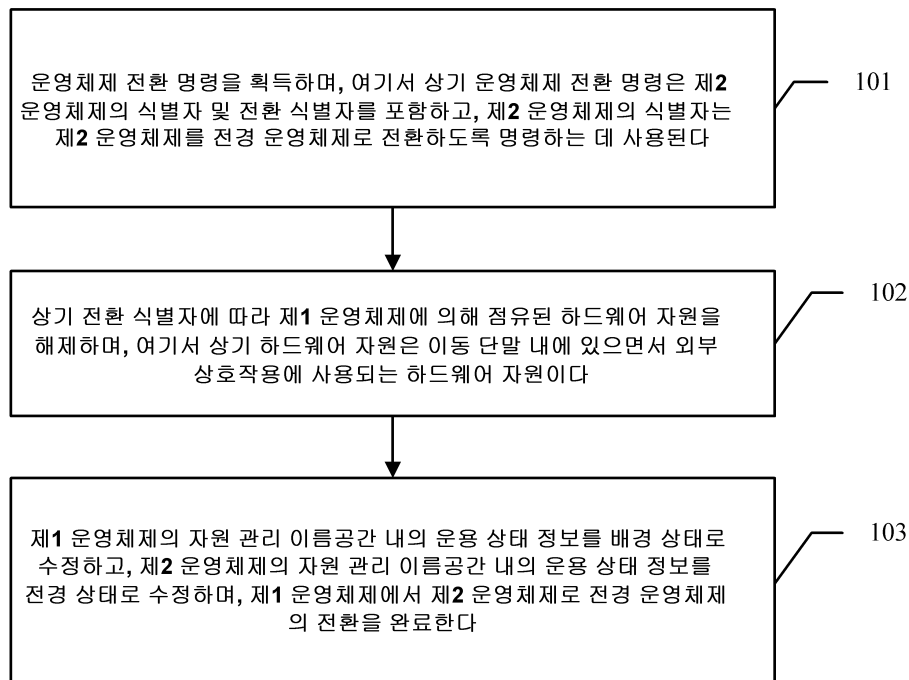 운영체제 전환 명령을 획득하며, 여기서 상기 운영체제 전환 명령은 제2
운영체제의 식별자 및 전환 식별자를 포함하고, 제2 운영체제의 식별자는
제2 운영체제를 전경 운영체제로 전환하도록 명령하는 데 사용된다
101
상기 전환 식별자에 따라 제1 운영체제에 의해 점유된 하드웨어 자원을
해제하며, 여기서 상기 하드웨어 자원은 이동 단말 내에 있으면서 외부
상호작용에 사용되는 하드웨어 자원이다
102
제1 운영체제의 자원 관리 이름공간 내의 운용 상태 정보를 배경 상태로
수정하고, 제2 운영체제의 자원 관리 이름공간 내의 운용 상태 정보를
전경 상태로 수정하며, 제1 운영체제에서 제2 운영체제로 전경 운영체제
의 전환을 완료한다
103